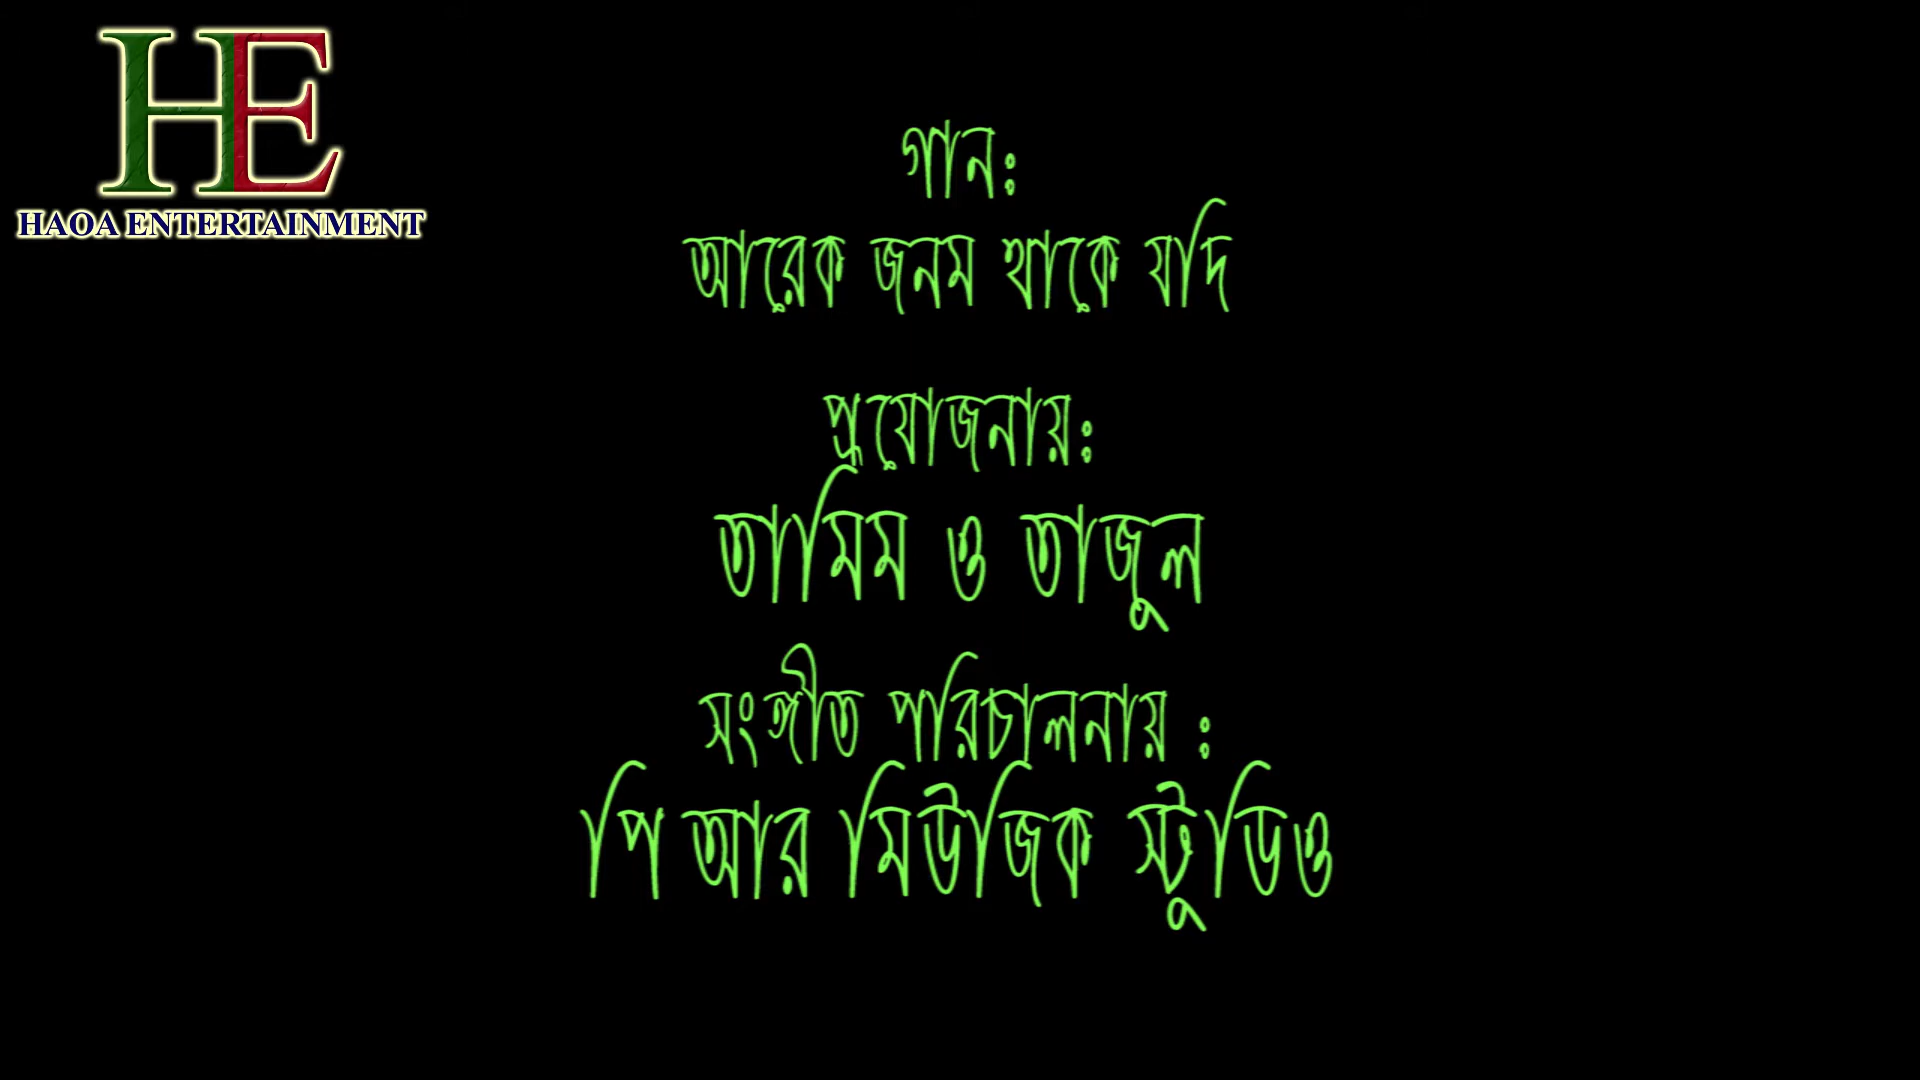 HE
HAOA ENTERTAINMENT
গানঃ
আরেক জনম থাকে যদি
প্রযোজনায়ঃ
তামিম ও তাজুল
সংঙ্গীত পরিচালনায় ঃ
পি আর মিউজিক স্টুডিও